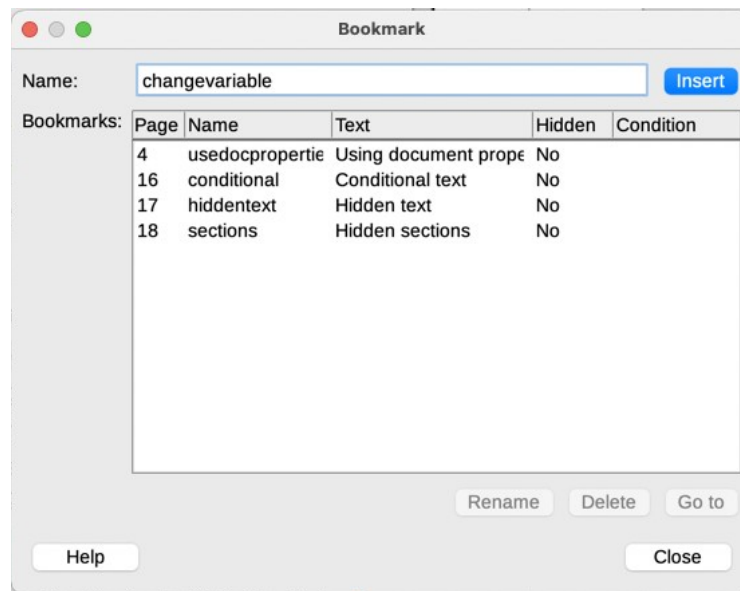 Bookmark
Name: changevariable Insert
Bookmarks: Page Name Text Hidden Condition
4 usedocpropertie Using document prope No
16 conditional Conditional text No
17 hiddentext Hidden text No
18 sections Hidden sections No
Rename Delete Go to
Help Close